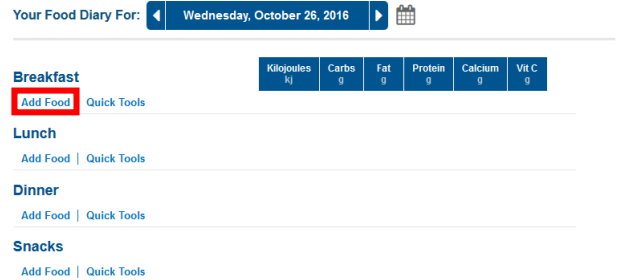 Your Food Diary For: Wednesday, October 26, 2016
Breakfast Kilojoules kj Carbs g Fat g Protein g Calcium g Vit C g
Add Food Quick Tools
Lunch
Add Food | Quick Tools
Dinner
Add Food | Quick Tools
Snacks
Add Food | Quick Tools